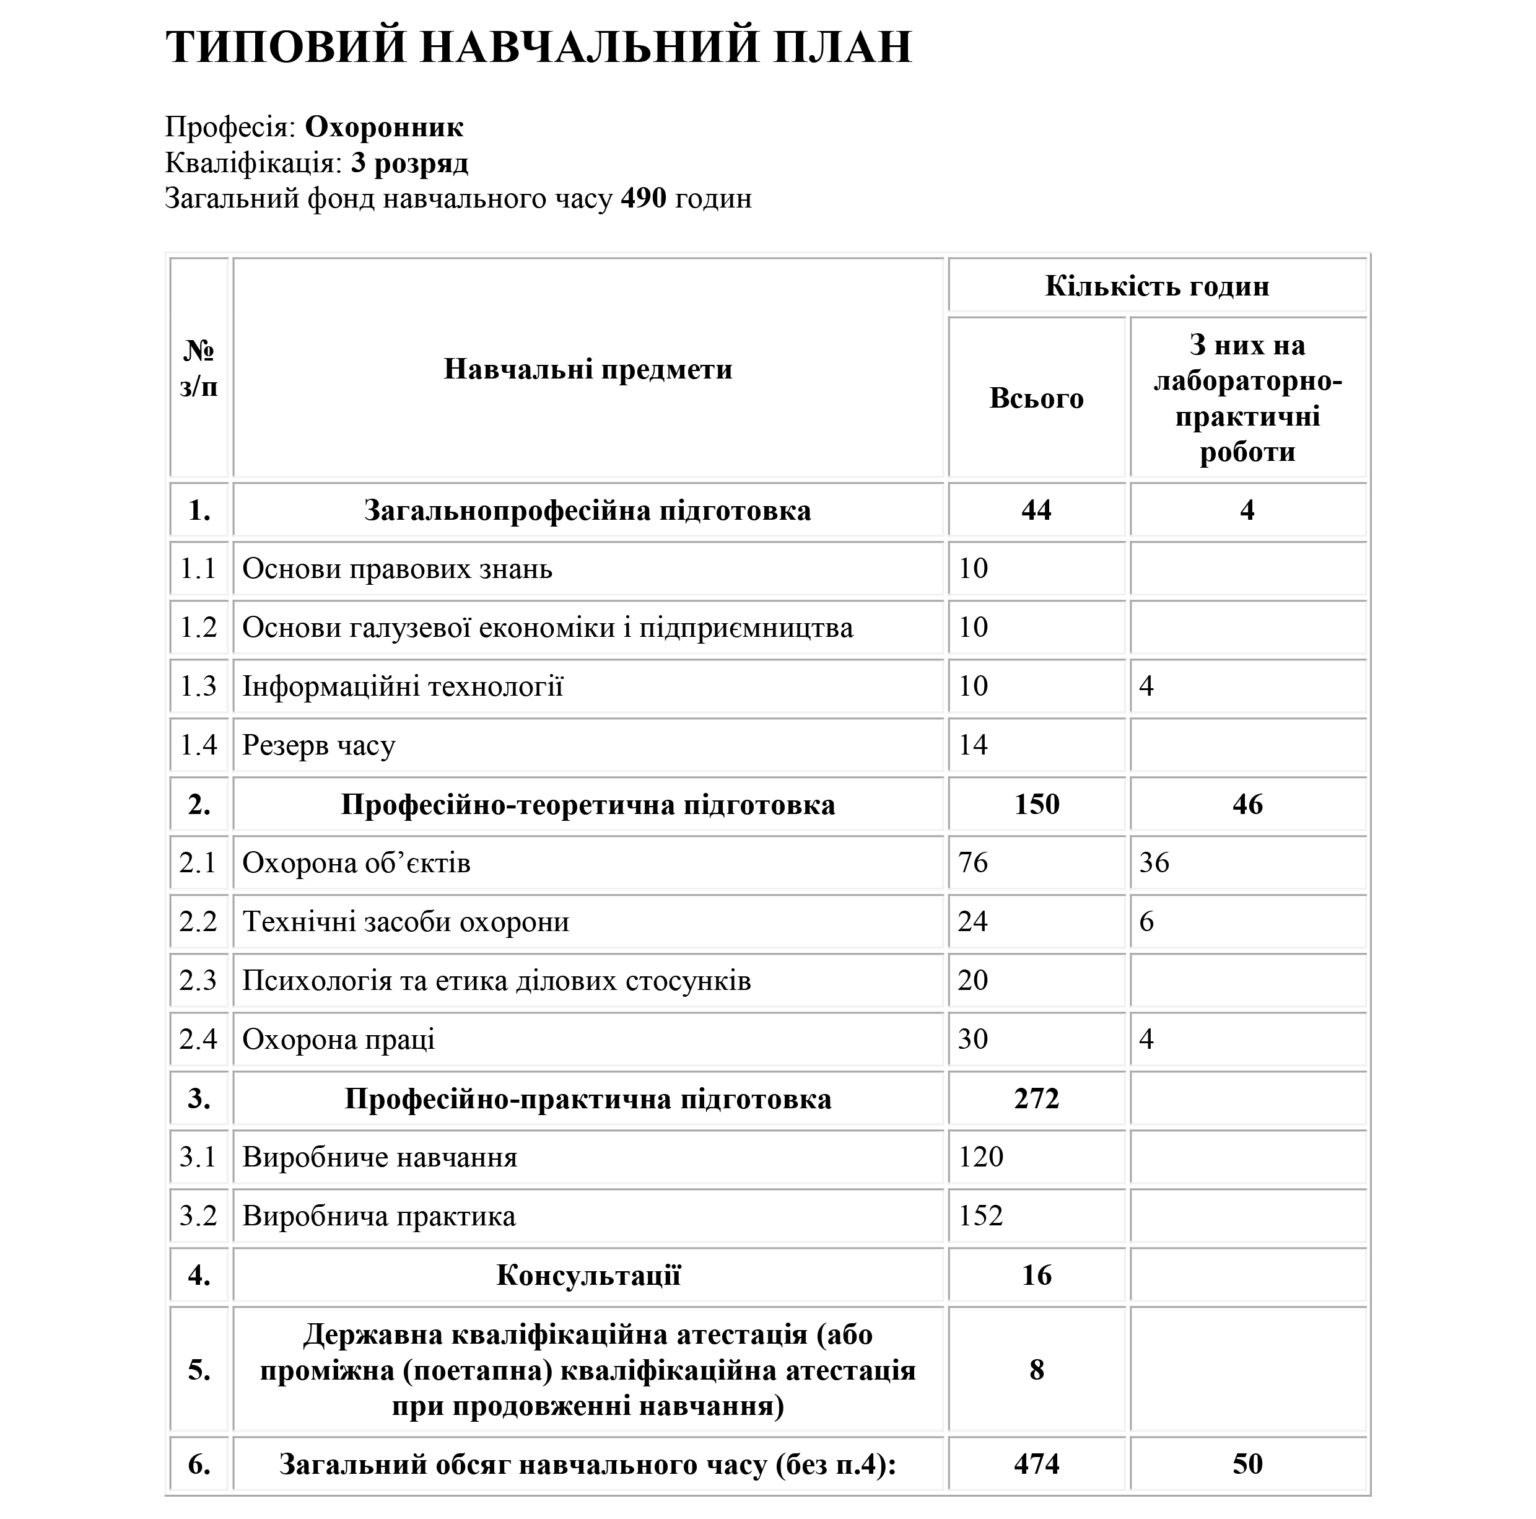 ТИПОВИЙ НАВЧАЛЬНИЙ ПЛАН
Професія: Охоронник
Кваліфікація: 3 розряд
Загальний фонд навчального часу 490 годин
№ з/п
Навчальні предмети
Кількість годин
Всього
З них на
лабораторно-
практичні
роботи
1. Загальнопрофесійна підготовка 44 4
1.1 Основи правових знань 10
1.2 Основи галузевої економіки і підприємництва 10
1.3 Інформаційні технології 10 4
1.4 Резерв часу 14
2. Професійно-теоретична підготовка 150 46
2.1 Охорона об’єктів 76 36
2.2 Технічні засоби охорони 24 6
2.3 Психологія та етика ділових стосунків 20
2.4 Охорона праці 30 4
3. Професійно-практична підготовка 272
3.1 Виробниче навчання 120
3.2 Виробнича практика 152
4. Консультації 16
5. Державна кваліфікаційна атестація (або
проміжна (поетапна) кваліфікаційна атестація
при продовженні навчання) 8
6. Загальний обсяг навчального часу (без п.4): 474 50